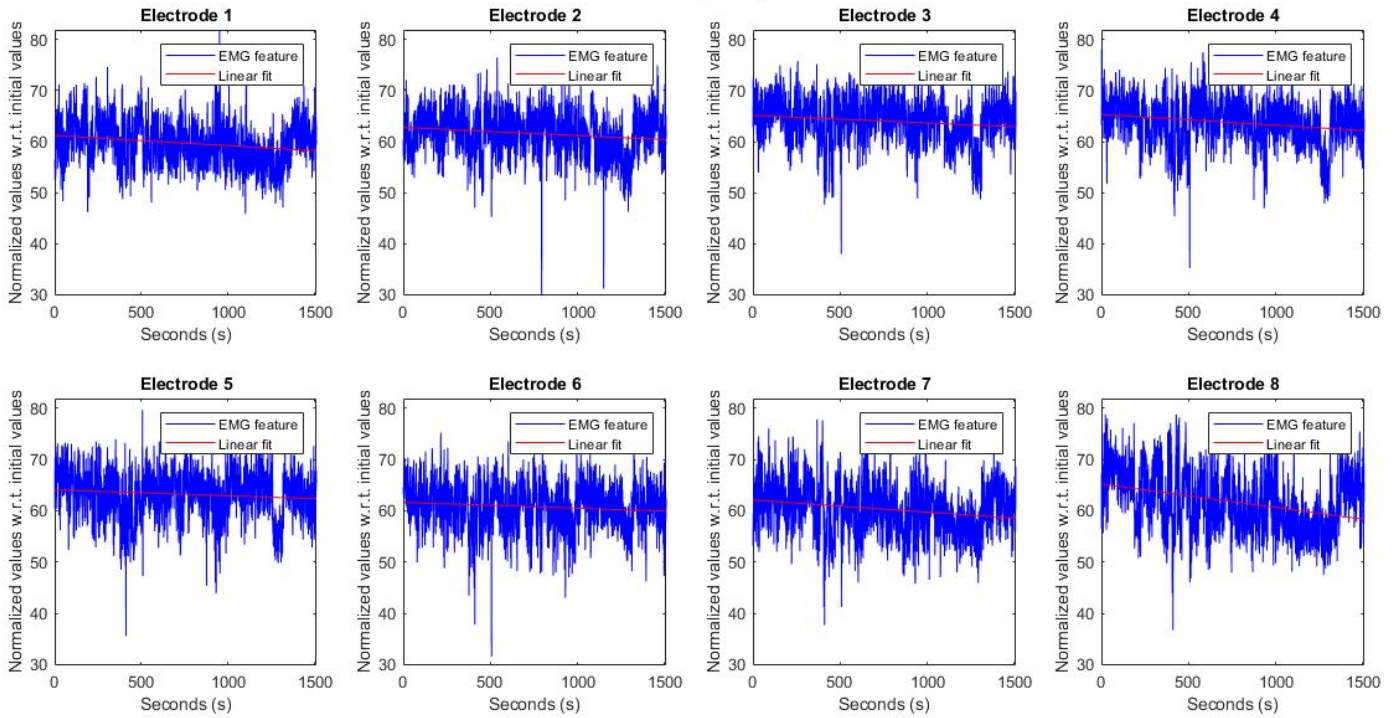 Electrode 1
Electrode 2
Electrode 3
Electrode 4
Normalized values w.r.t. initial values
80
70
60
50
40
30
EMG feature
Linear fit
0
500
1000
1500
Seconds (s)
Normalized values w.r.t. initial values
80
70
60
50
40
30
EMG feature
Linear fit
0
500
1000
1500
Seconds (s)
Normalized values w.r.t. initial values
80
70
60
50
40
30
EMG feature
Linear fit
0
500
1000
1500
Seconds (s)
Normalized values w.r.t. initial values
80
70
60
50
40
30
EMG feature
Linear fit
0
500
1000
1500
Seconds (s)
Electrode 5
Electrode 6
Electrode 7
Electrode 8
Normalized values w.r.t. initial values
80
70
60
50
40
30
EMG feature
Linear fit
0
500
1000
1500
Seconds (s)
Normalized values w.r.t. initial values
80
70
60
50
40
30
EMG feature
Linear fit
0
500
1000
1500
Seconds (s)
Normalized values w.r.t. initial values
80
70
60
50
40
30
EMG feature
Linear fit
0
500
1000
1500
Seconds (s)
Normalized values w.r.t. initial values
80
70
60
50
40
30
EMG feature
Linear fit
0
500
1000
1500
Seconds (s)